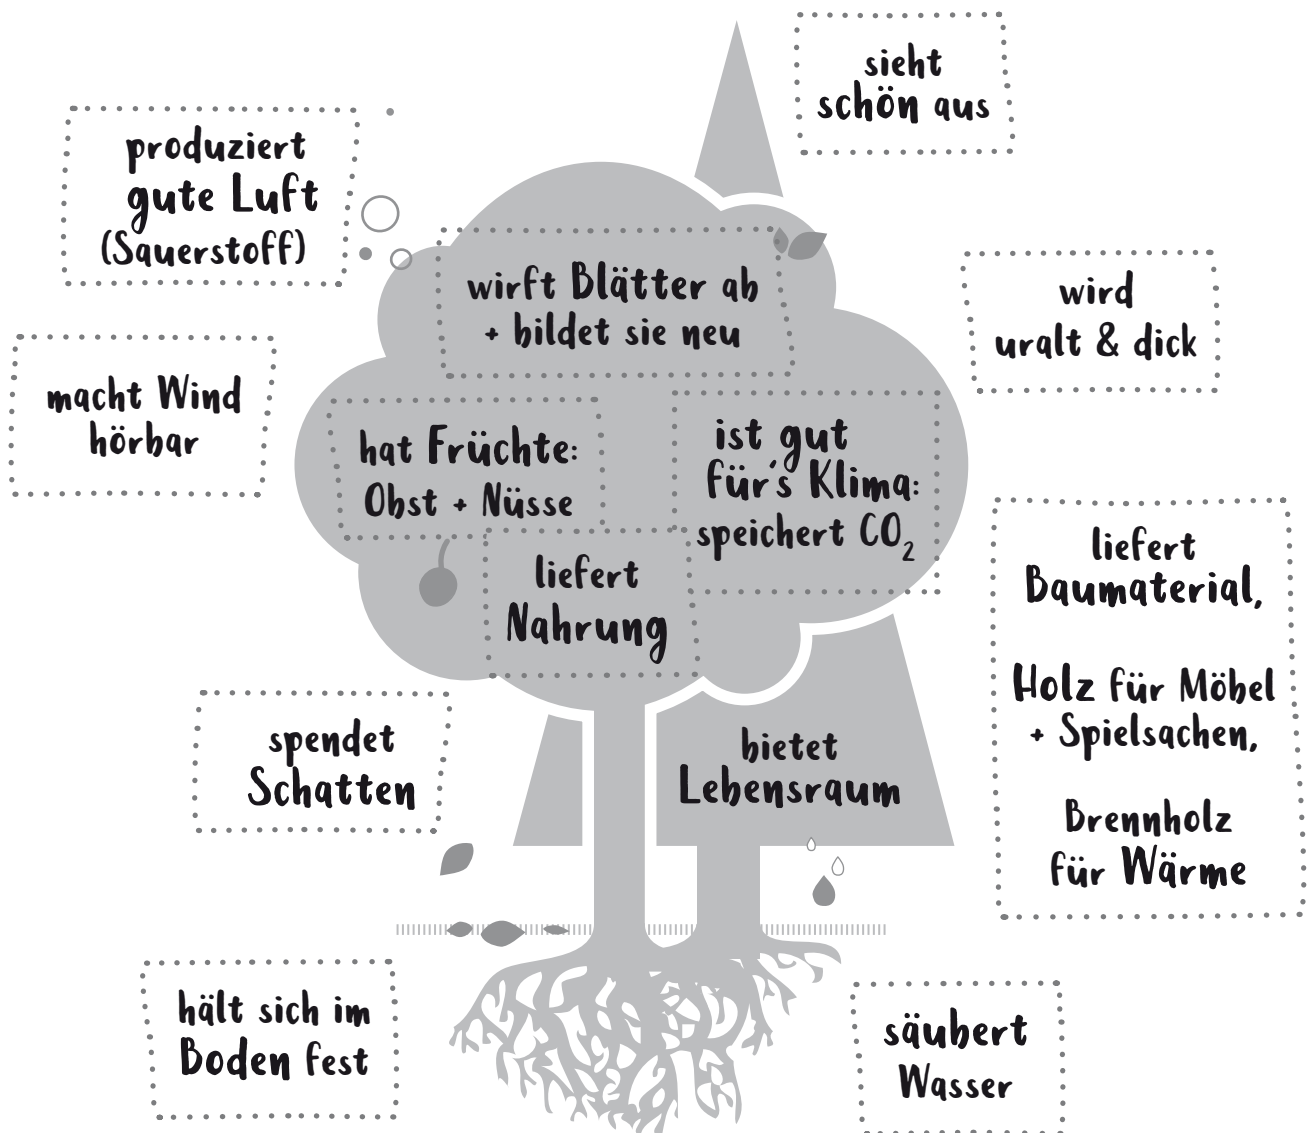 sieht
schön aus
produziert
gute Luft
(Sauerstoff)
wirft Blätter ab
+ bildet sie neu
wird
uralt & dick
macht Wind
hörbar
hat Früchte:
Obst + Nüsse
ist gut
für's Klima:
speichert CO₂
liefert
Nahrung
liefert
Baumaterial,
Holz für Möbel
+ Spielsachen,
Brennholz
für Wärme
spendet
Schatten
bietet
Lebensraum
hält sich im
Boden fest
säubert
Wasser